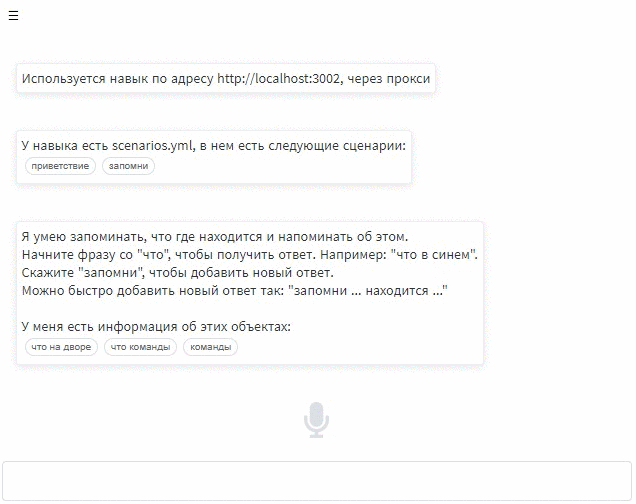 ☰
Используется навык по адресу http://localhost:3002, через прокси
У навыка есть scenarios.yml, в нем есть следующие сценарии:
приветствие запомни
Я умею запоминать, что где находится и напоминать об этом.
Начните фразу со "что", чтобы получить ответ. Например: "что в синем".
Скажите "запомни", чтобы добавить новый ответ.
Можно быстро добавить новый ответ так: "запомни ... находится ..."
У меня есть информация об этих объектах:
что на дворе что команды команды